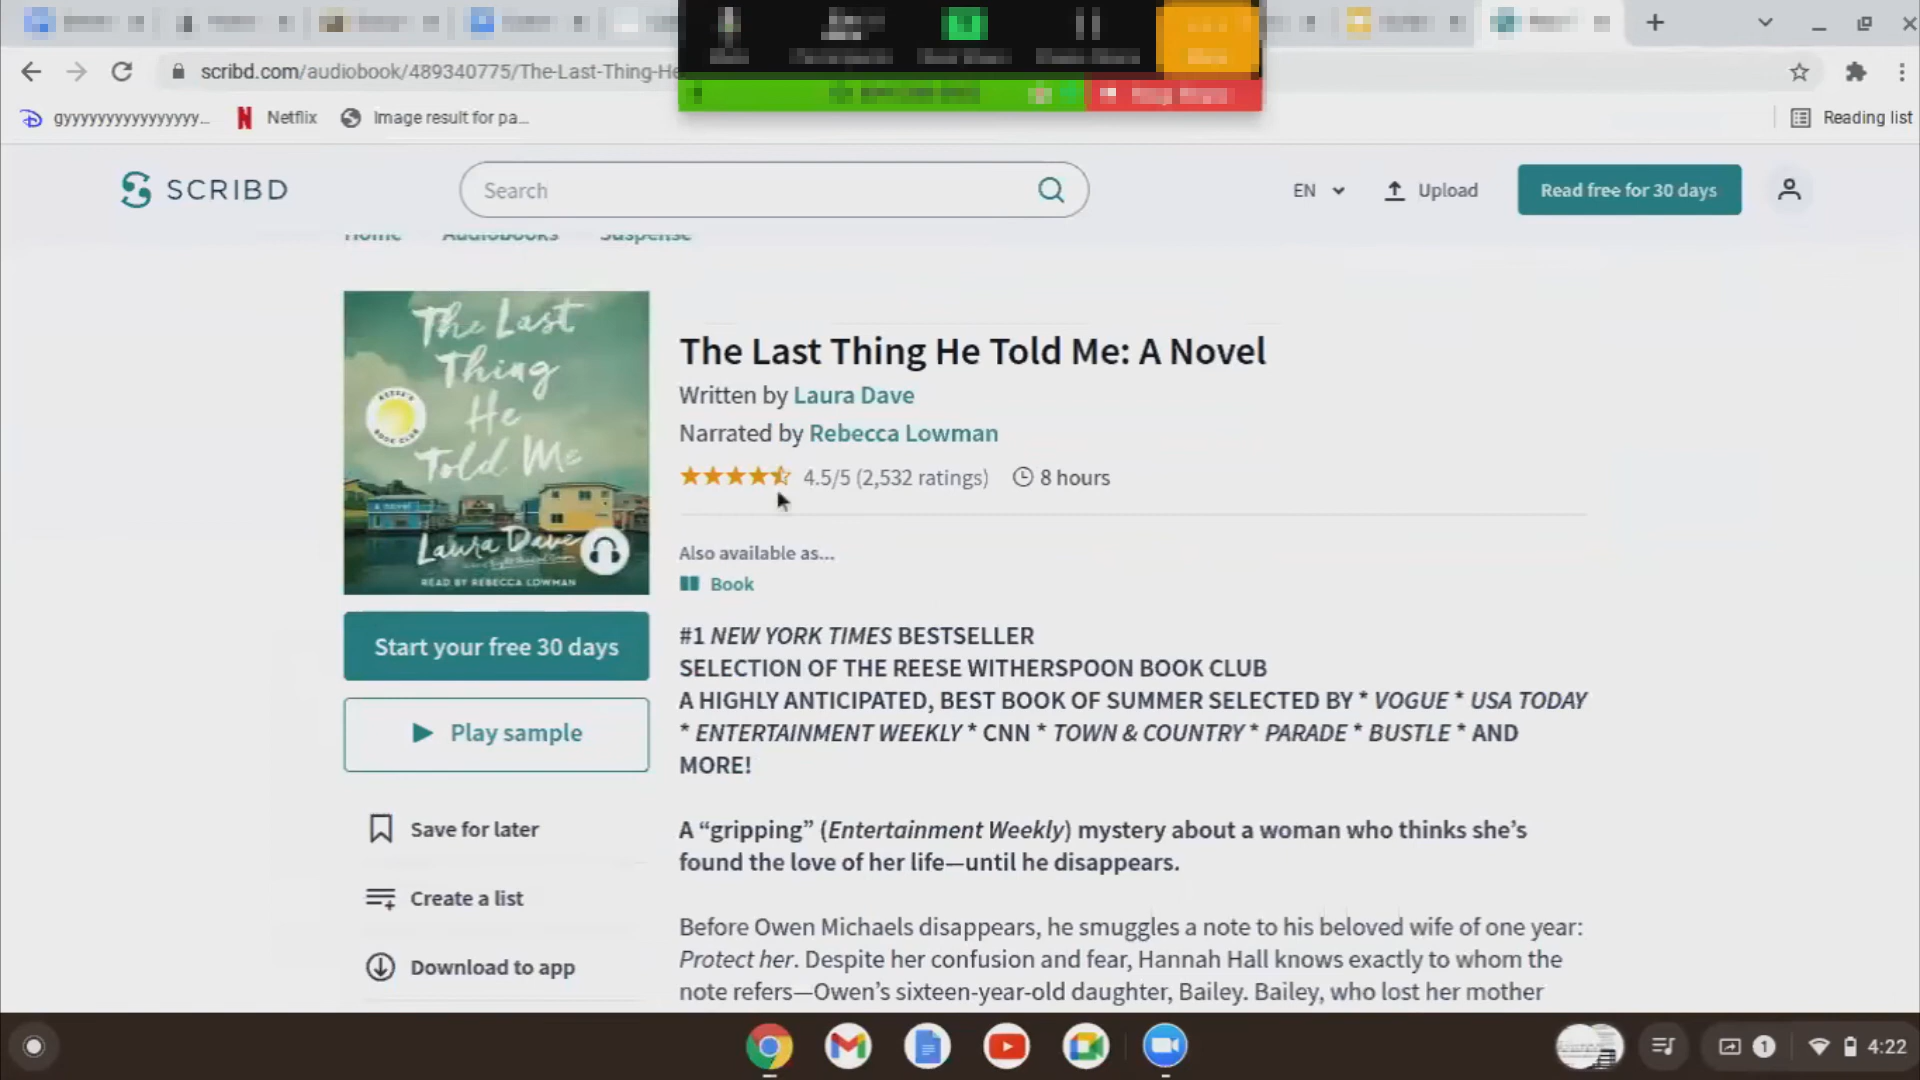 scribd.com/audiobook/489340775/The-Last-Thing-He
gyyyyyyyyyyyyyyyy...
Netflix
Image result for pa...
Reading list
SCRIBD
Search
EN
Upload
Read free for 30 days
Home Audiobooks Suspense
The Last
Thing
He
Told Me
REESE'S
BOOK CLUB
a novel
Laura Dave
READ BY REBECCA LOWMAN
The Last Thing He Told Me: A Novel
Written by Laura Dave
Narrated by Rebecca Lowman
4.5/5 (2,532 ratings) 8 hours
Also available as...
Book
Start your free 30 days
Play sample
Save for later
Create a list
Download to app
#1 NEW YORK TIMES BESTSELLER
SELECTION OF THE REESE WITHERSPOON BOOK CLUB
A HIGHLY ANTICIPATED, BEST BOOK OF SUMMER SELECTED BY * VOGUE * USA TODAY
* ENTERTAINMENT WEEKLY * CNN * TOWN & COUNTRY * PARADE * BUSTLE * AND
MORE!
A “gripping” (Entertainment Weekly) mystery about a woman who thinks she’s
found the love of her life—until he disappears.
Before Owen Michaels disappears, he smuggles a note to his beloved wife of one year:
Protect her. Despite her confusion and fear, Hannah Hall knows exactly to whom the
note refers—Owen’s sixteen-year-old daughter, Bailey. Bailey, who lost her mother
1
4:22